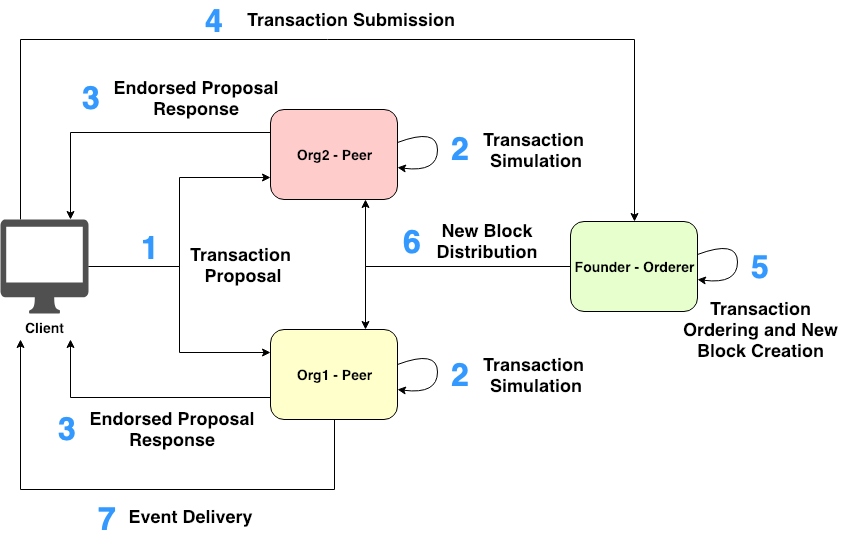 4
Transaction Submission
3
Endorsed Proposal
Response
Org2 - Peer
2
Transaction
Simulation
1
Transaction
Proposal
6
New Block
Distribution
Founder - Orderer
5
Transaction
Ordering and New
Block Creation
Client
Org1 - Peer
2
Transaction
Simulation
3
Endorsed Proposal
Response
7
Event Delivery